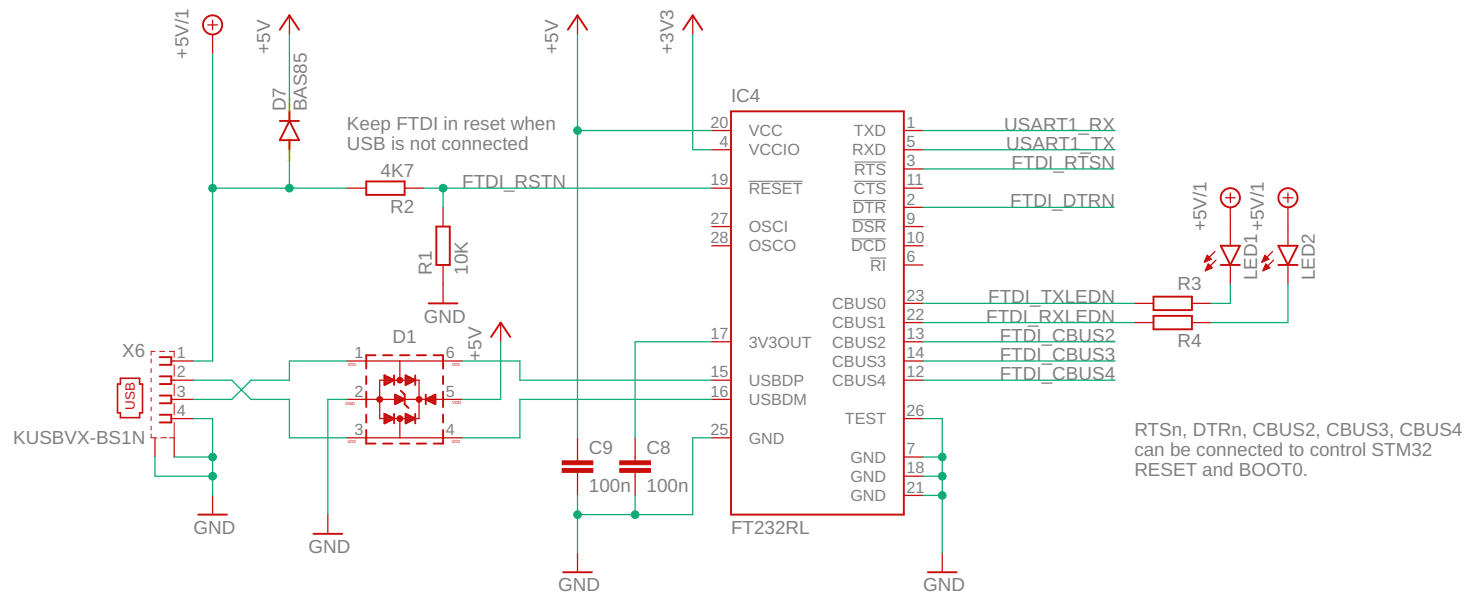 +5V/1
+5V
+5V
+3V3
D7
BAS85
IC4
Keep FTDI in reset when
USB is not connected
4K7
R2
FTDI_RSTN
R1
10K
GND
20 VCC
4 VCCIO
19 RESET
27 OSCI
28 OSCO
17 3V3OUT
15 USBDP
16 USBDM
25 GND
TXD 1 USART1_RX
RXD 5 USART1_TX
RTS 3 FTDI_RTSN
CTS 11
DTR 2 FTDI_DTRN
DSR 9
DCD 10
RI 6
CBUS0 23 FTDI_TXLEDN
CBUS1 22 FTDI_RXLEDN
CBUS2 13 FTDI_CBUS2
CBUS3 14 FTDI_CBUS3
CBUS4 12 FTDI_CBUS4
TEST 26
GND 7
GND 18
GND 21
FT232RL
+5V/1
+5V/1
LED1
LED2
R3
R4
X6
USB
1
2
3
4
KUSBVX-BS1N
GND
D1
+5V
1
2
3
6
5
4
GND
C9
100n
C8
100n
GND
GND
RTSn, DTRn, CBUS2, CBUS3, CBUS4
can be connected to control STM32
RESET and BOOT0.